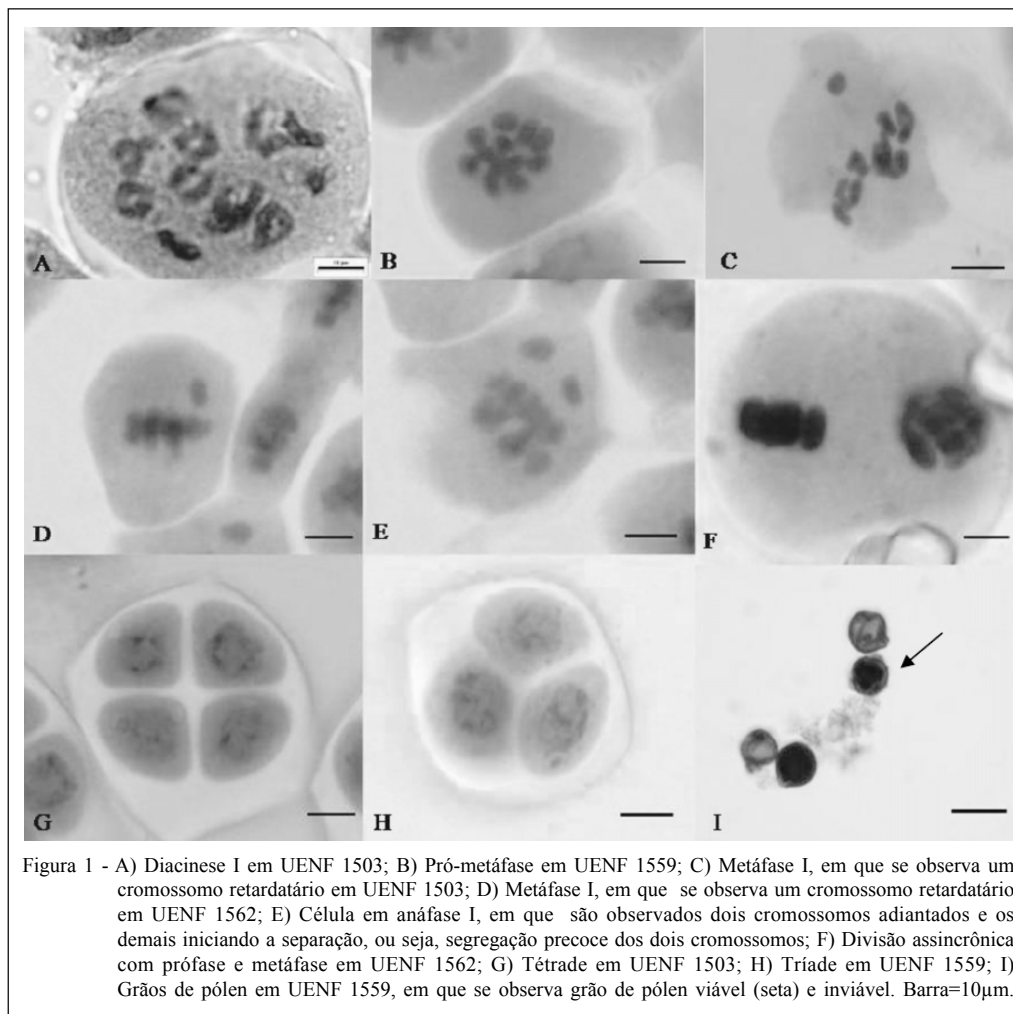 A
B
C
D
E
F
G
H
I
Figura 1 - A) Diacinese I em UENF 1503; B) Pró-metáfase em UENF 1559; C) Metáfase I, em que se observa um
cromossomo retardatário em UENF 1503; D) Metáfase I, em que se observa um cromossomo retardatário
em UENF 1562; E) Célula em anáfase I, em que são observados dois cromossomos adiantados e os
demais iniciando a separação, ou seja, segregação precoce dos dois cromossomos; F) Divisão assincrônica
com prófase e metáfase em UENF 1562; G) Tétrade em UENF 1503; H) Tríade em UENF 1559; I)
Grãos de pólen em UENF 1559, em que se observa grão de pólen viável (seta) e inviável. Barra=10µm.